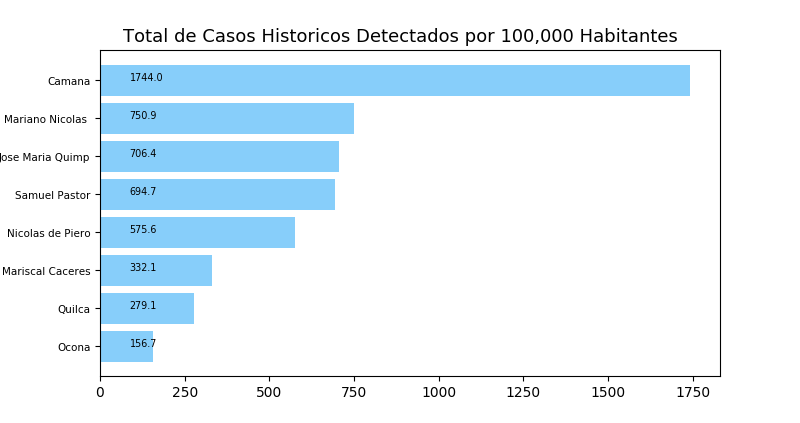 Total de Casos Historicos Detectados por 100,000 Habitantes
Camana 1744.0
Mariano Nicolas 750.9
Jose Maria Quimp 706.4
Samuel Pastor 694.7
Nicolas de Piero 575.6
Mariscal Caceres 332.1
Quilca 279.1
Ocona 156.7
0 250 500 750 1000 1250 1500 1750